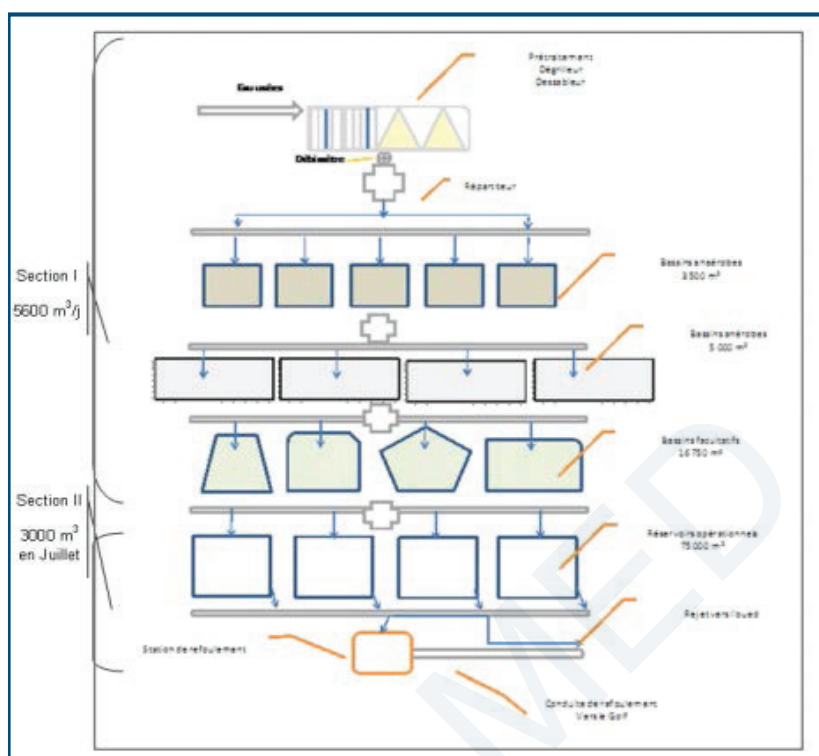 Prétraitement
Dégrilleur
Dessableur
Eau usées
Débimètre
Répartiteur
Section I
5600 m³/j
Bassins anaérobes
3 500 m³
Bassins anérobes
5 000 m³
Bassins facultatifs
16 750 m³
Section II
3000 m³
en Juillet
Réservoirs opérationnels
75 000 m³
Rejet vers l'oued
Station de refoulement
Conduite de refoulement
Vers le Golf
MED